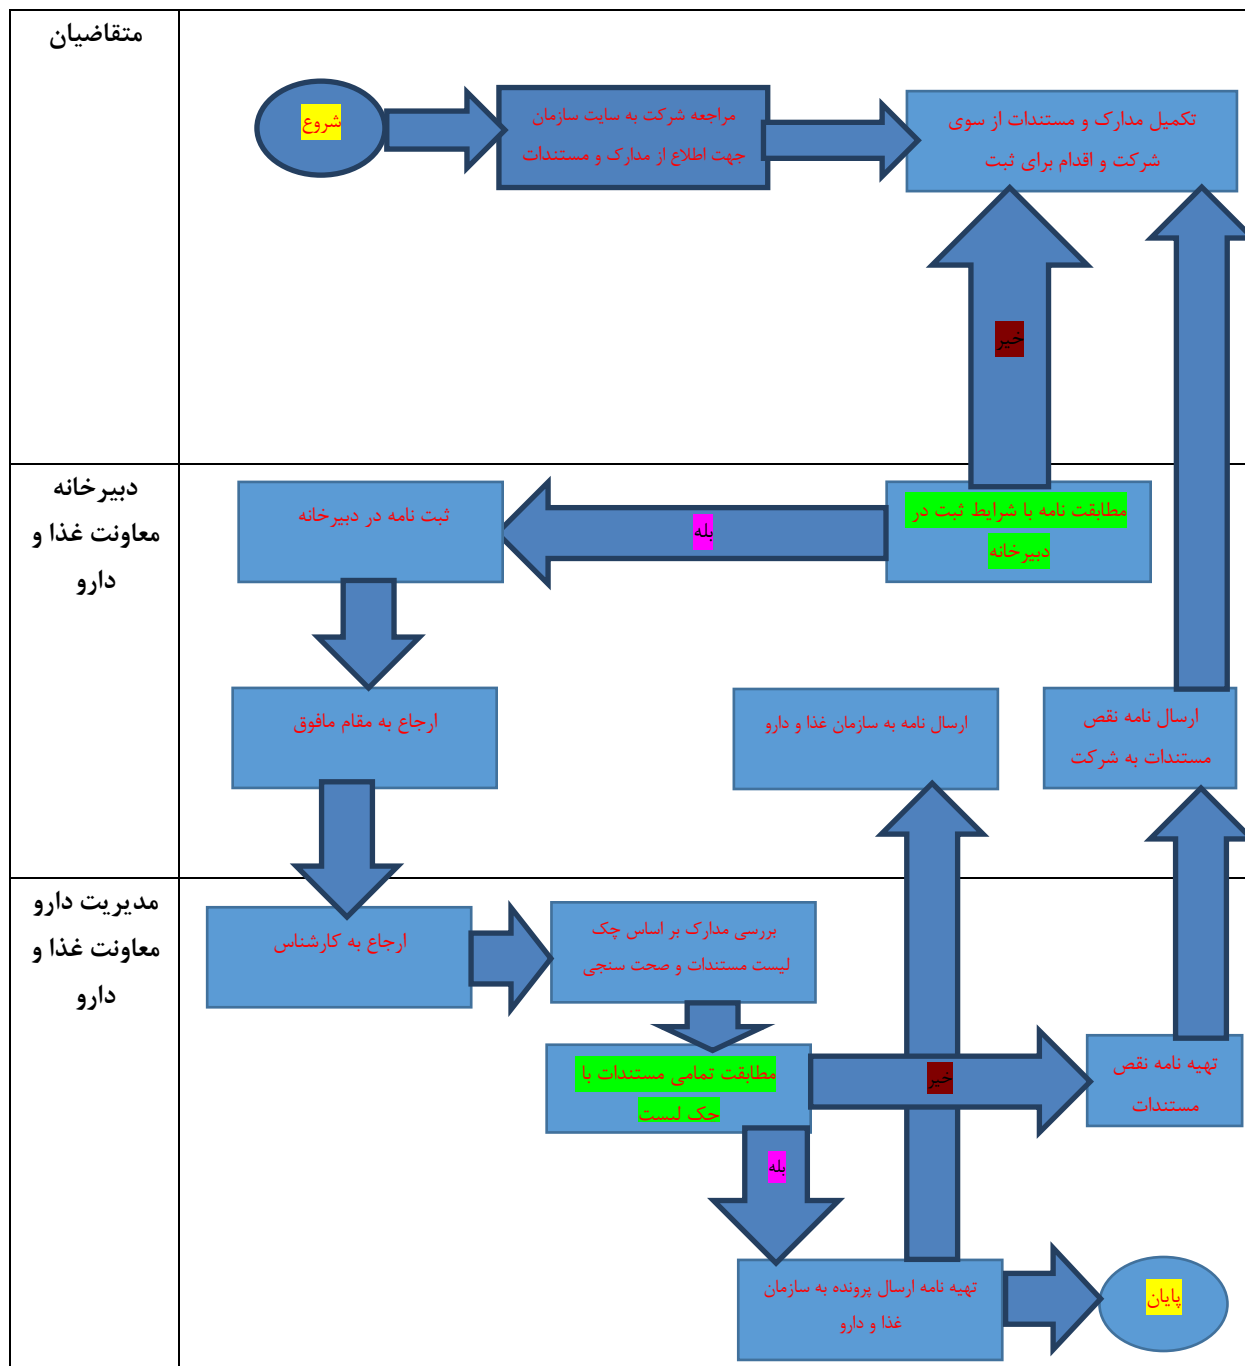 متقاضیان
شروع
مراجعه شرکت به سایت سازمان
جهت اطلاع از مدارک و مستندات
تکمیل مدارک و مستندات از سوی
شرکت و اقدام برای ثبت
خیر
دبیرخانه
معاونت غذا و
دارو
مطابقت نامه با شرایط ثبت در
دبیرخانه
بله
ثبت نامه در دبیرخانه
ارجاع به مقام مافوق
ارسال نامه به سازمان غذا و دارو
ارسال نامه نقص
مستندات به شرکت
مدیریت دارو
معاونت غذا و
دارو
ارجاع به کارشناس
بررسی مدارک بر اساس چک
لیست مستندات و صحت سنجی
مطابقت تمامی مستندات با
چک لیست
خیر
تهیه نامه نقص
مستندات
بله
تهیه نامه ارسال پرونده به سازمان
غذا و دارو
پایان